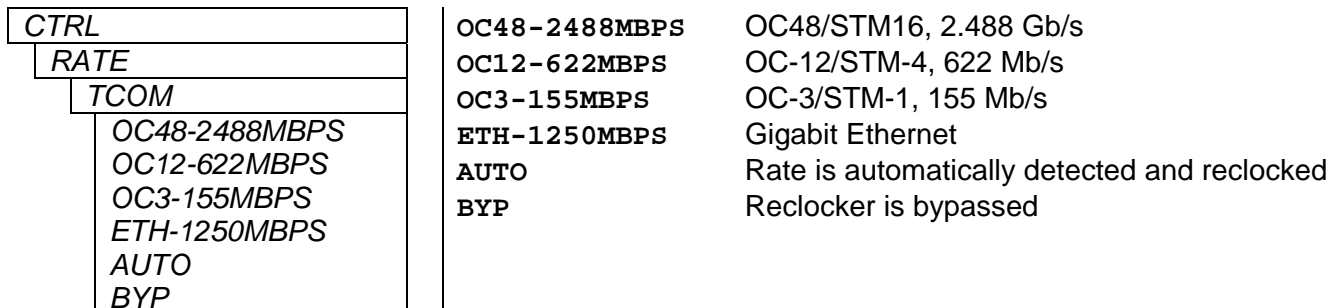 CTRL
RATE
TCOM
OC48-2488MBPS
OC12-622MBPS
OC3-155MBPS
ETH-1250MBPS
AUTO
BYP
OC48-2488MBPS OC48/STM16, 2.488 Gb/s
OC12-622MBPS OC-12/STM-4, 622 Mb/s
OC3-155MBPS OC-3/STM-1, 155 Mb/s
ETH-1250MBPS Gigabit Ethernet
AUTO Rate is automatically detected and reclocked
BYP Reclocker is bypassed